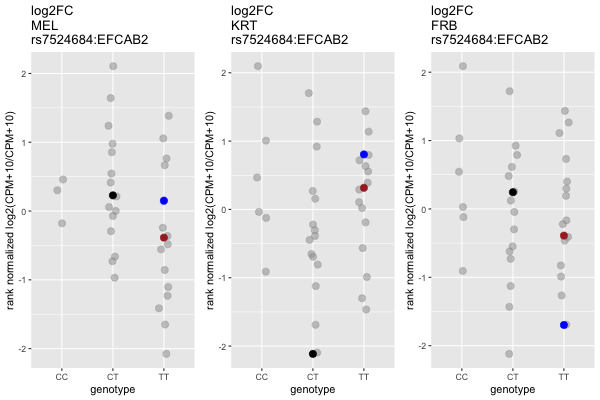 log2FC
MEL
rs7524684:EFCAB2
rank normalized log2(CPM+10/CPM+10)
2
1
0
-1
-2
CC CT TT
genotype
log2FC
KRT
rs7524684:EFCAB2
rank normalized log2(CPM+10/CPM+10)
2
1
0
-1
-2
CC CT TT
genotype
log2FC
FRB
rs7524684:EFCAB2
rank normalized log2(CPM+10/CPM+10)
2
1
0
-1
-2
CC CT TT
genotype